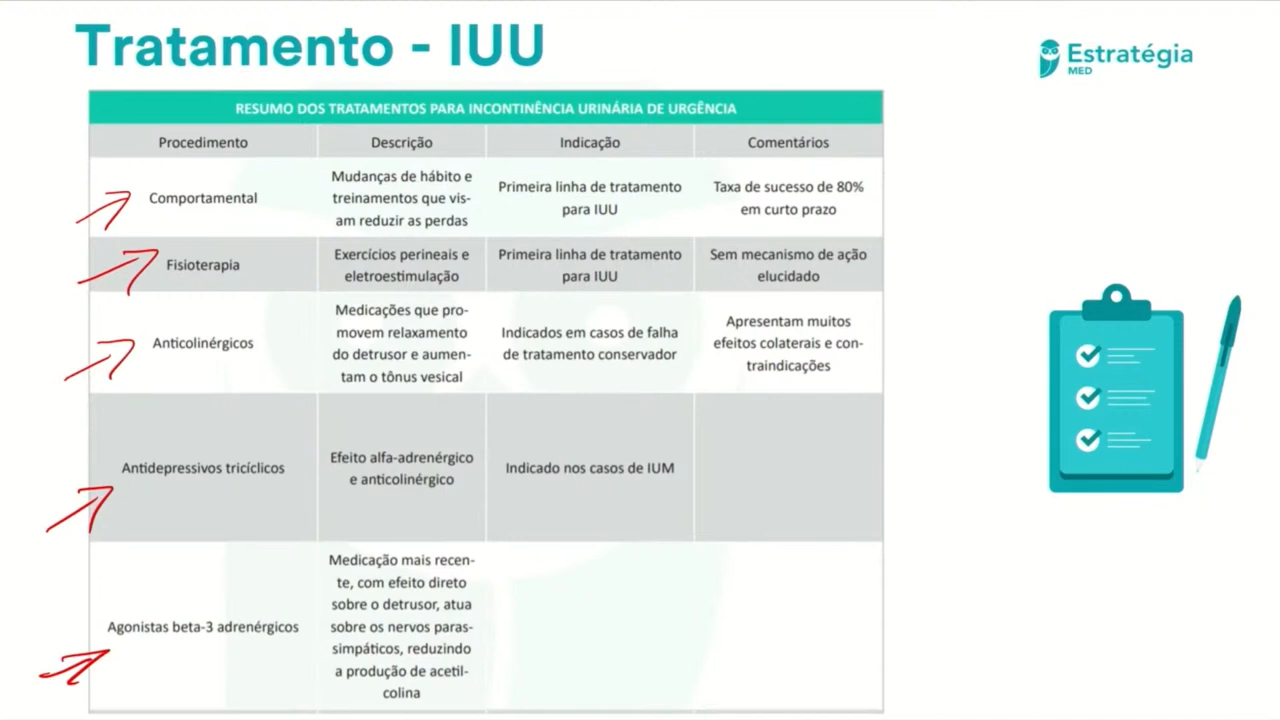 Tratamento - IUU
Estratégia
MED
RESUMO DOS TRATAMENTOS PARA INCONTINÊNCIA URINÁRIA DE URGÊNCIA
Procedimento
Descrição
Indicação
Comentários
Comportamental
Mudanças de hábito e
treinamentos que vis-
am reduzir as perdas
Primeira linha de tratamento
para IUU
Taxa de sucesso de 80%
em curto prazo
Fisioterapia
Exercícios perineais e
eletroestimulação
Primeira linha de tratamento
para IUU
Sem mecanismo de ação
elucidado
Anticolinérgicos
Medicações que pro-
movem relaxamento
do detrusor e aumen-
tam o tônus vesical
Indicados em casos de falha
de tratamento conservador
Apresentam muitos
efeitos colaterais e con-
traindicações
Antidepressivos tricíclicos
Efeito alfa-adrenérgico
e anticolinérgico
Indicado nos casos de IUM
Agonistas beta-3 adrenérgicos
Medicação mais recen-
te, com efeito direto
sobre o detrusor, atua
sobre os nervos paras-
simpáticos, reduzindo
a produção de acetil-
colina